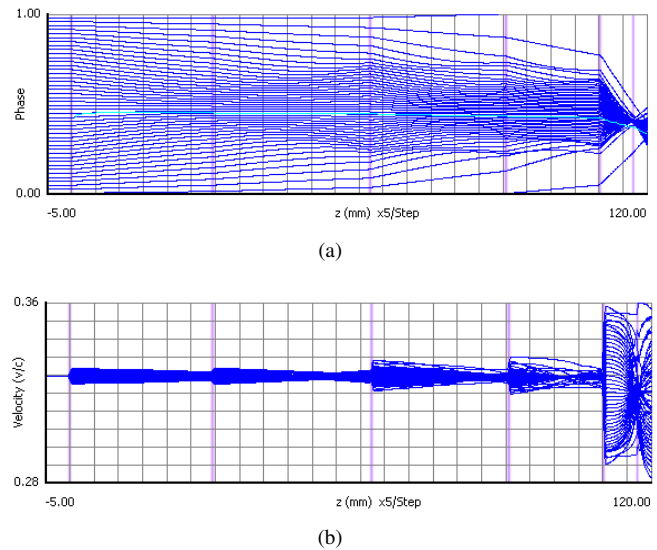 1.00
Phase
0.00
-5.00 z (mm) x5/Step 120.00
(a)
0.36
Velocity (v/c)
0.28
-5.00 z (mm) x5/Step 120.00
(b)